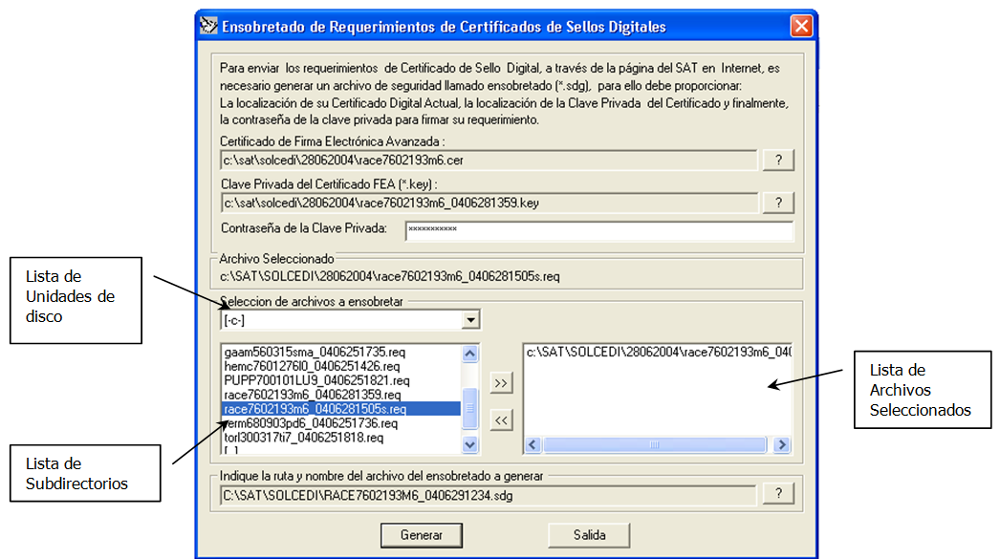 Ensobretado de Requerimientos de Certificados de Sellos Digitales
Para enviar los requerimientos de Certificado de Sello Digital, a través de la página del SAT en Internet, es
necesario generar un archivo de seguridad llamado ensobretado (*.sdg), para ello debe proporcionar:
La localización de su Certificado Digital Actual, la localización de la Clave Privada del Certificado y finalmente,
la contraseña de la clave privada para firmar su requerimiento.
Certificado de Firma Electrónica Avanzada :
c:\sat\solcedi\28062004\race7602193m6.cer
?
Clave Privada del Certificado FEA (*.key) :
c:\sat\solcedi\28062004\race7602193m6_0406281359.key
?
Contraseña de la Clave Privada:
×××××××××××
Archivo Seleccionado
c:\SAT\SOLCEDI\28062004\race7602193m6_0406281505s.req
Lista de
Unidades de
disco
Seleccion de archivos a ensobretar
[-c-]
gaam560315sma_0406251735.req
hemc7601276I0_0406251426.req
PUPP700101LU9_0406251821.req
race7602193m6_0406281359.req
race7602193m6_0406281505s.req
rerm680903pd6_0406251736.req
torl300317ti7_0406251818.req
>>
<<
c:\SAT\SOLCEDI\28062004\race7602193m6_040
Lista de
Archivos
Seleccionados
Lista de
Subdirectorios
Indique la ruta y nombre del archivo del ensobretado a generar
C:\SAT\SOLCEDI\RACE7602193M6_0406291234.sdg
?
Generar
Salida